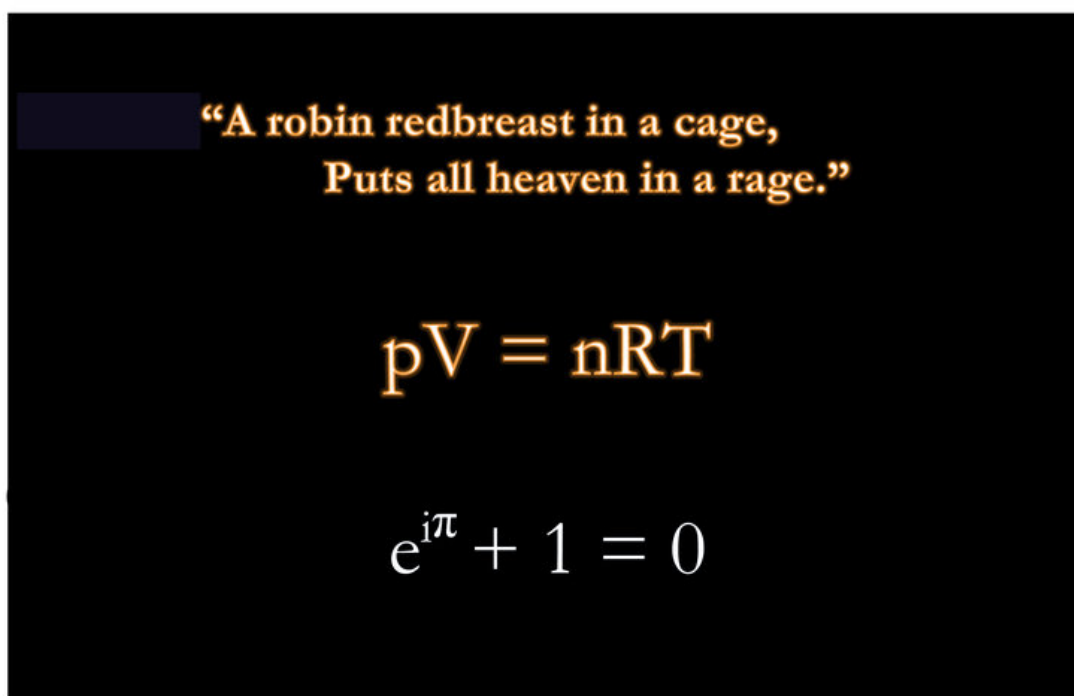 “A robin redbreast in a cage,
Puts all heaven in a rage.”
pV = nRT
e^{iπ} + 1 = 0